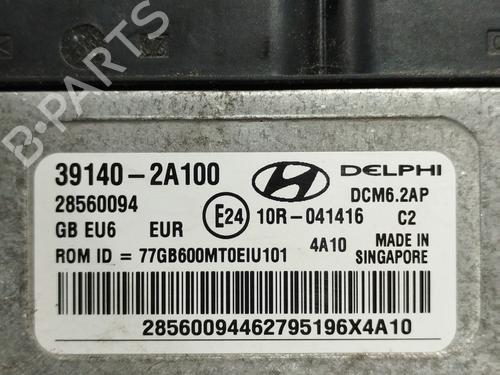 B-PARTS
39140-2A100
DELPHI
28560094
E24
10R-041416
DCM6.2AP
C2
GB EU6 EUR
4A10
MADE IN
SINGAPORE
ROM ID = 77GB600MT0EIU101
28560094462795196X4A10